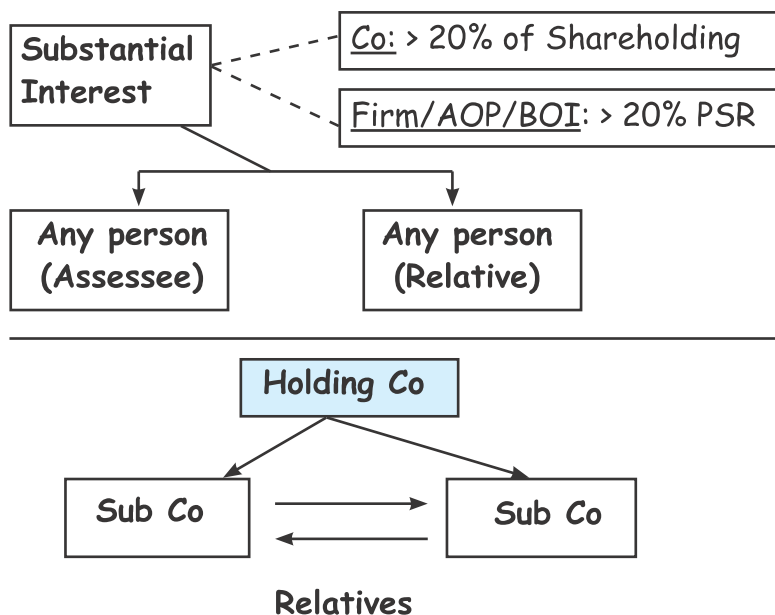 Substantial
Interest
Co: > 20% of Shareholding
Firm/AOP/BOI: > 20% PSR
Any person
(Assessee)
Any person
(Relative)
Holding Co
Sub Co
Sub Co
Relatives